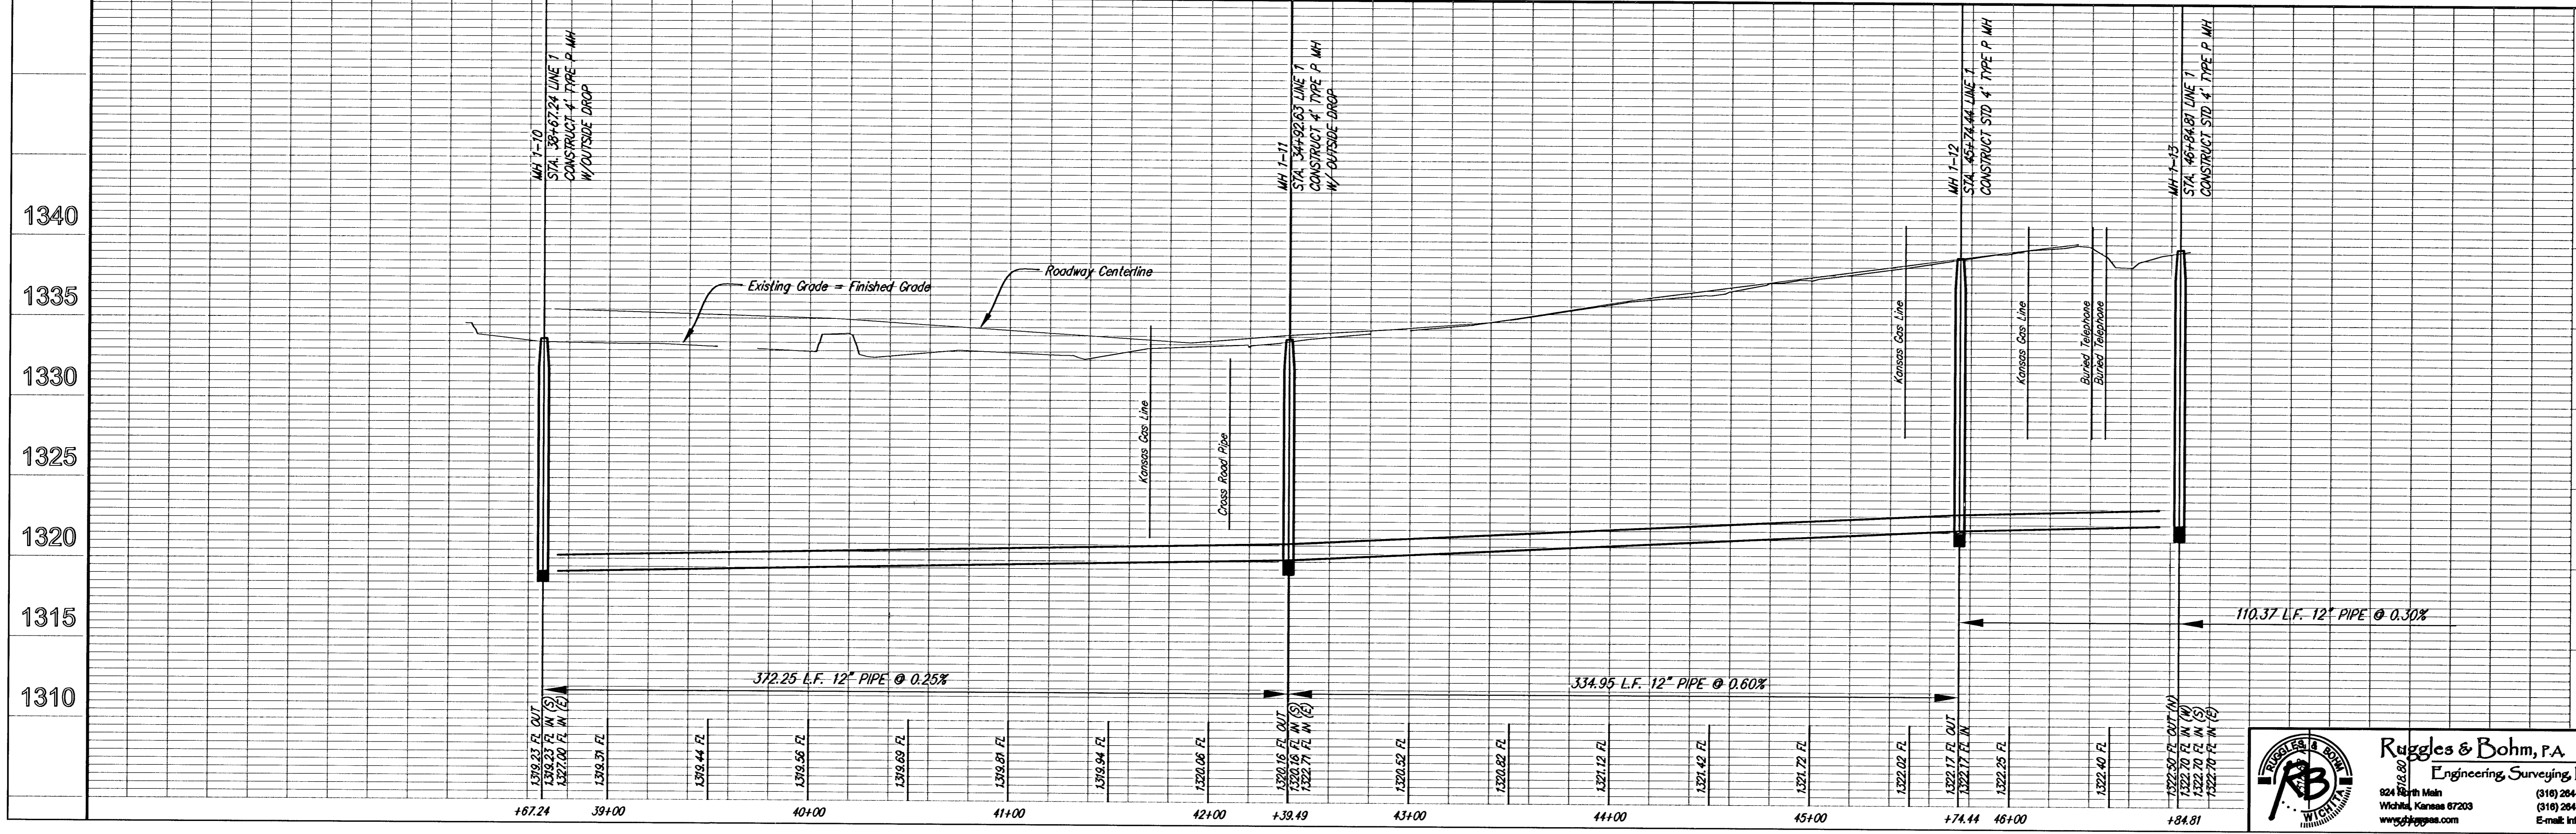 MH 1-10
STA. 38+67.24 LINE 1
CONSTRUCT 4' TYPE P MH
W/OUTSIDE DROP
MH 1-11
STA. 34+92.63 LINE 1
CONSTRUCT 4' TYPE P MH
W/ OUTSIDE DROP
MH 1-12
STA. 45+74.44 LINE 1
CONSTRUCT STD 4' TYPE P MH
MH 1-13
STA. 46+84.81 LINE 1
CONSTRUCT STD 4' TYPE P MH
1340
1335
1330
1325
1320
1315
1310
Existing Grade = Finished Grade
Roadway Centerline
Kansas Gas Line
Cross Road Pipe
Kansas Gas Line
Kansas Gas Line
Buried Telephone
Buried Telephone
110.37 L.F. 12" PIPE @ 0.30%
372.25 L.F. 12" PIPE @ 0.25%
334.95 L.F. 12" PIPE @ 0.60%
1319.23 FL OUT
1319.23 FL IN (S)
1327.00 FL IN (E)
1319.31 FL
1319.44 FL
1319.56 FL
1319.69 FL
1319.81 FL
1319.94 FL
1320.06 FL
1320.16 FL OUT
1320.16 FL IN (S)
1322.71 FL IN (E)
1320.52 FL
1320.82 FL
1321.12 FL
1321.42 FL
1321.72 FL
1322.02 FL
1322.17 FL OUT
1322.17 FL IN
1322.25 FL
1322.40 FL
1322.50 FL OUT (N)
1322.70 FL IN (W)
1322.70 FL IN (S)
1322.70 FL IN (E)
+67.24 39+00 40+00 41+00 42+00 +39.49 43+00 44+00 45+00 +74.44 46+00 +84.81
RUGGLES & BOHM
RB
WICHITA
Ruggles & Bohm, P.A.
Engineering, Surveying,
924 North Main (316) 264
Wichita, Kansas 67203 (316) 264
www.rbkansas.com E-mail: